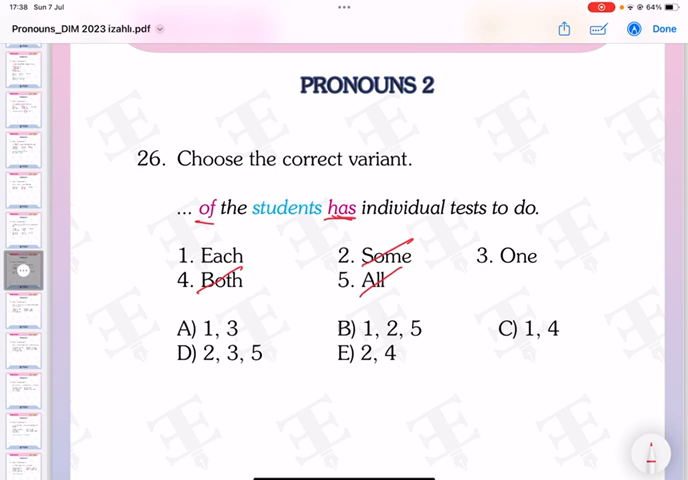 17:38 Sun 7 Jul
64%
Pronouns_DIM 2023 izahlı.pdf
Done
PRONOUNS 2
26. Choose the correct variant.
... of the students has individual tests to do.
1. Each 2. Some 3. One
4. Both 5. All
A) 1, 3 B) 1, 2, 5 C) 1, 4
D) 2, 3, 5 E) 2, 4